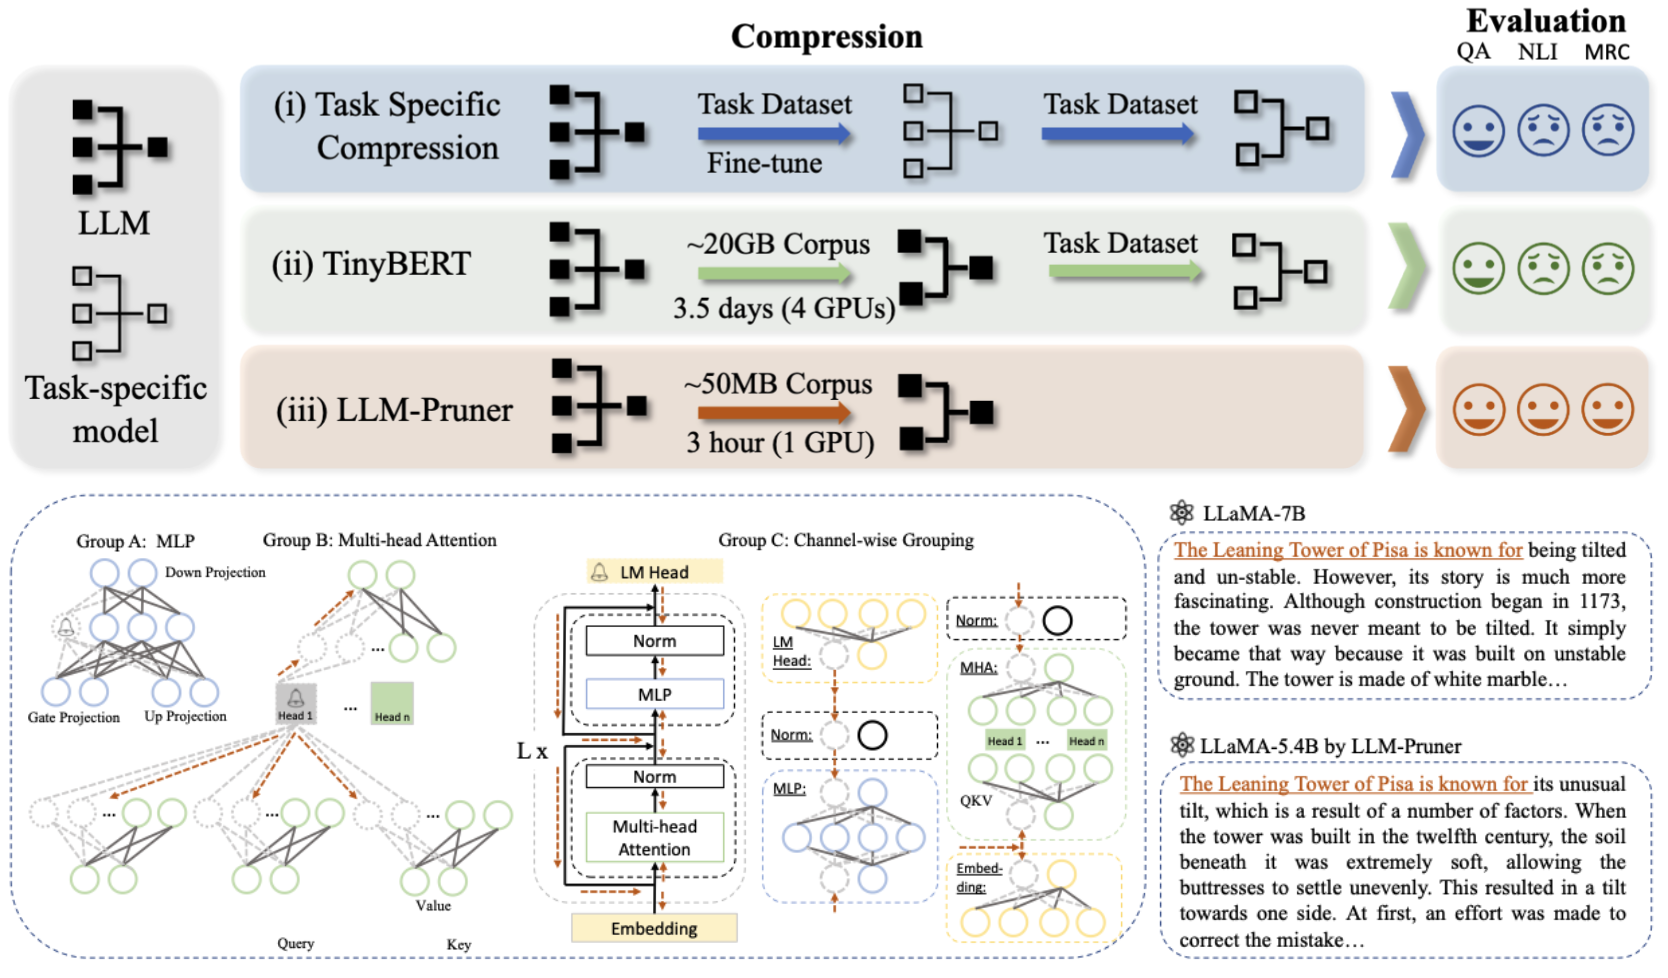 Compression
Evaluation
QA NLI MRC
LLM
Task-specific
model
(i) Task Specific
Compression
Task Dataset
Fine-tune
Task Dataset
(ii) TinyBERT
~20GB Corpus
3.5 days (4 GPUs)
Task Dataset
(iii) LLM-Pruner
~50MB Corpus
3 hour (1 GPU)
Group A: MLP
Down Projection
Gate Projection
Up Projection
Group B: Multi-head Attention
Head 1
...
Head n
...
...
...
...
Value
Query
Key
Group C: Channel-wise Grouping
LM Head
Norm
MLP
L x
Norm
Multi-head
Attention
Embedding
LM
Head:
Norm:
MLP:
Norm:
MHA:
Head 1 ... Head n
QKV
Embed-
ding:
LLaMA-7B
The Leaning Tower of Pisa is known for being tilted
and un-stable. However, its story is much more
fascinating. Although construction began in 1173,
the tower was never meant to be tilted. It simply
became that way because it was built on unstable
ground. The tower is made of white marble…
LLaMA-5.4B by LLM-Pruner
The Leaning Tower of Pisa is known for its unusual
tilt, which is a result of a number of factors. When
the tower was built in the twelfth century, the soil
beneath it was extremely soft, allowing the
buttresses to settle unevenly. This resulted in a tilt
towards one side. At first, an effort was made to
correct the mistake…